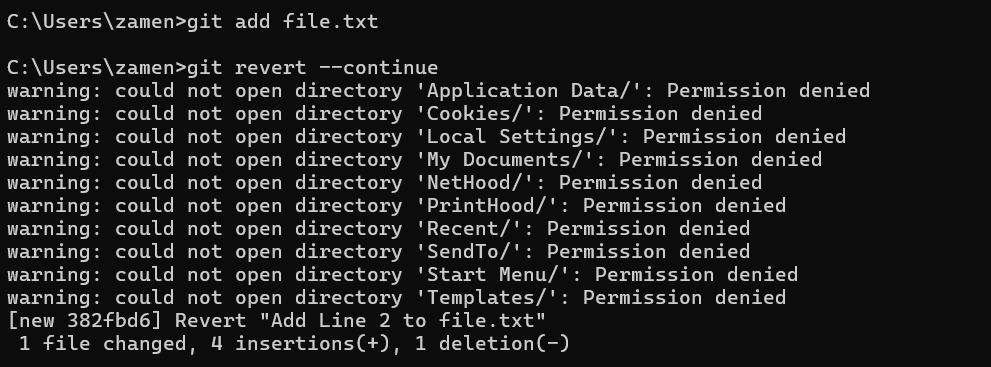 C:\Users\zamen>git add file.txt
C:\Users\zamen>git revert --continue
warning: could not open directory 'Application Data/': Permission denied
warning: could not open directory 'Cookies/': Permission denied
warning: could not open directory 'Local Settings/': Permission denied
warning: could not open directory 'My Documents/': Permission denied
warning: could not open directory 'NetHood/': Permission denied
warning: could not open directory 'PrintHood/': Permission denied
warning: could not open directory 'Recent/': Permission denied
warning: could not open directory 'SendTo/': Permission denied
warning: could not open directory 'Start Menu/': Permission denied
warning: could not open directory 'Templates/': Permission denied
[new 382fbd6] Revert "Add Line 2 to file.txt"
 1 file changed, 4 insertions(+), 1 deletion(-)